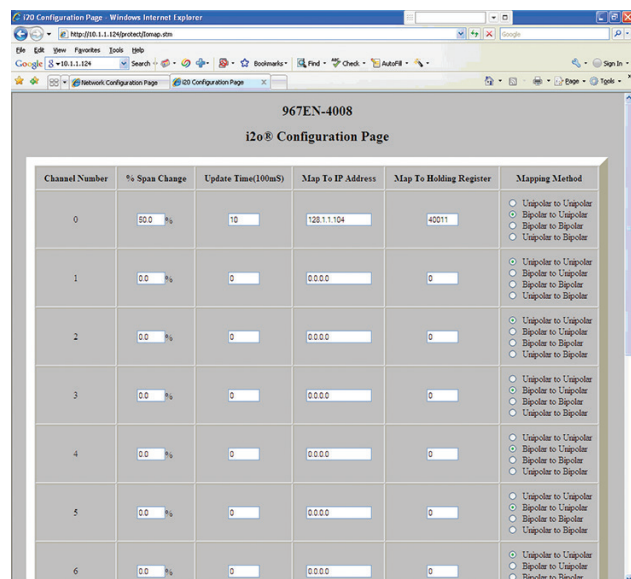 i20 Configuration Page - Windows Internet Explorer
http://10.1.1.124/protect/Iomap.stm
Google
File Edit View Favorites Tools Help
Google 8 10.1.1.124 Search Bookmarks Find Check AutoFill Sign In
Network Configuration Page i20 Configuration Page X Page Tools
967EN-4008
i2o® Configuration Page
Channel Number % Span Change Update Time(100mS) Map To IP Address Map To Holding Register Mapping Method
0 50.0 % 10 128.1.1.104 40011
Unipolar to Unipolar
Bipolar to Unipolar
Bipolar to Bipolar
Unipolar to Bipolar
1 0.0 % 0 0.0.0.0 0
Unipolar to Unipolar
Bipolar to Unipolar
Bipolar to Bipolar
Unipolar to Bipolar
2 0.0 % 0 0.0.0.0 0
Unipolar to Unipolar
Bipolar to Unipolar
Bipolar to Bipolar
Unipolar to Bipolar
3 0.0 % 0 0.0.0.0 0
Unipolar to Unipolar
Bipolar to Unipolar
Bipolar to Bipolar
Unipolar to Bipolar
4 0.0 % 0 0.0.0.0 0
Unipolar to Unipolar
Bipolar to Unipolar
Bipolar to Bipolar
Unipolar to Bipolar
5 0.0 % 0 0.0.0.0 0
Unipolar to Unipolar
Bipolar to Unipolar
Bipolar to Bipolar
Unipolar to Bipolar
6 0.0 % 0 0.0.0.0 0
Unipolar to Unipolar
Bipolar to Unipolar
Bipolar to Bipolar